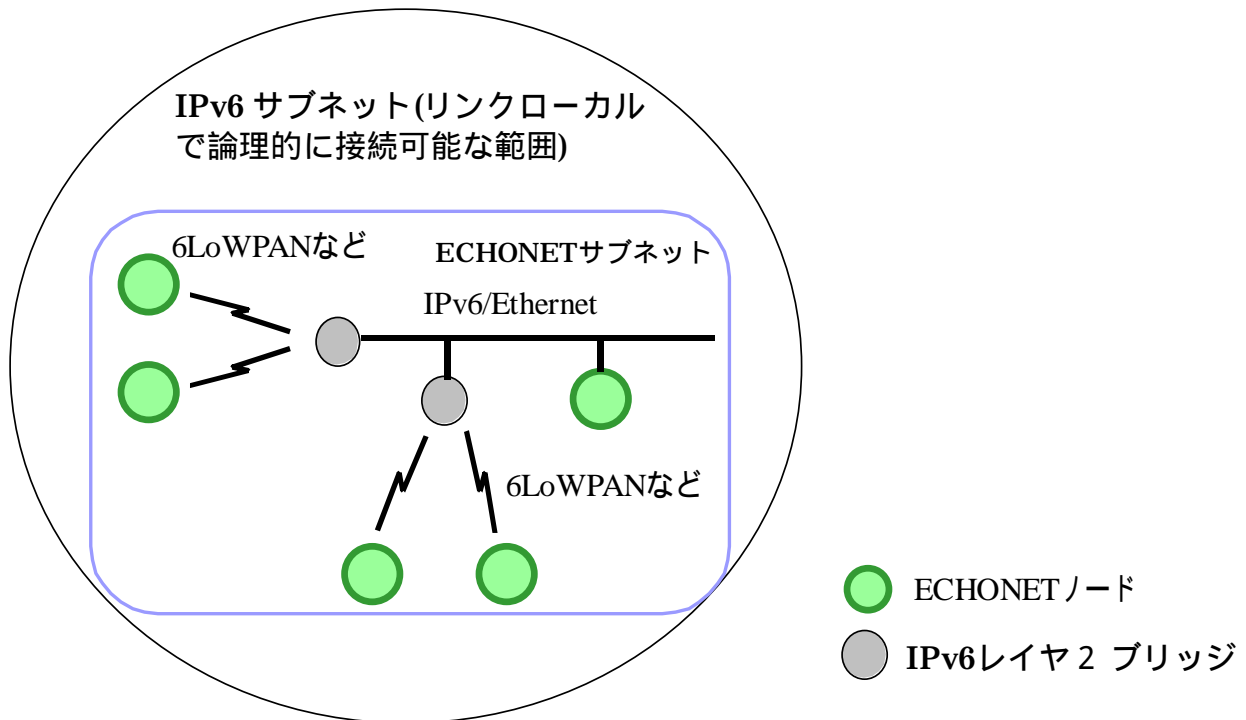 IPv6 サブネット(リンクローカル
で論理的に接続可能な範囲)
6LoWPANなど
ECHONETサブネット
IPv6/Ethernet
6LoWPANなど
ECHONETノード
IPv6レイヤ2 ブリッジ